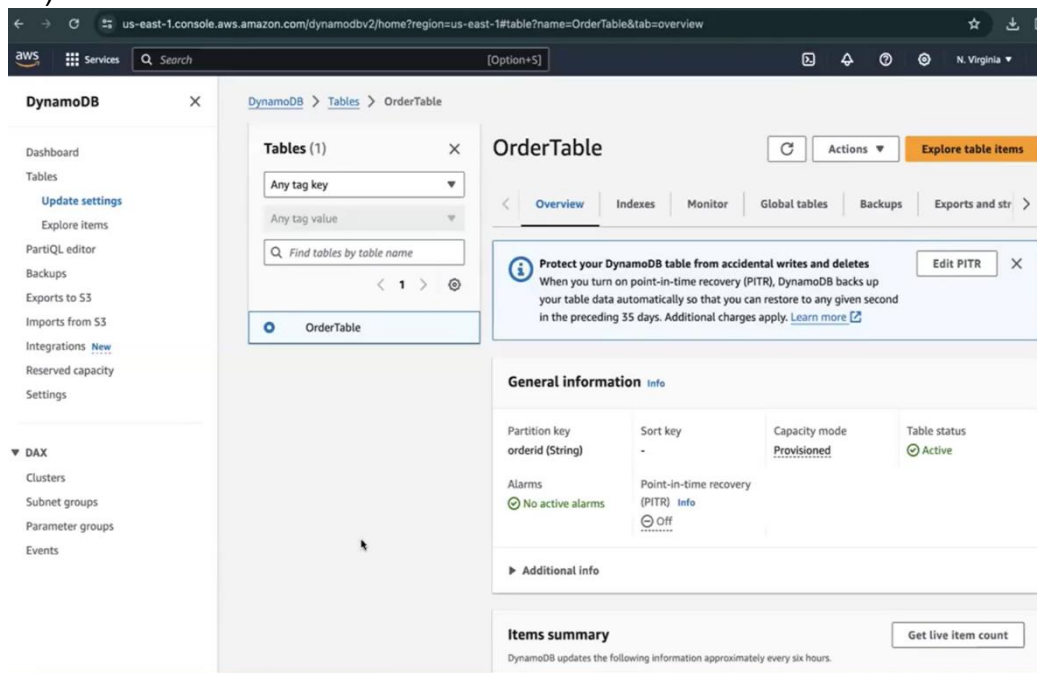 us-east-1.console.aws.amazon.com/dynamodbv2/home?region=us-east-1#table?name=OrderTable&tab=overview
aws Services Search [Option+S] N. Virginia ▼
DynamoDB
Dashboard
Tables
Update settings
Explore items
PartiQL editor
Backups
Exports to S3
Imports from S3
Integrations New
Reserved capacity
Settings
▼ DAX
Clusters
Subnet groups
Parameter groups
Events
DynamoDB > Tables > OrderTable
Tables (1)
Any tag key
Any tag value
Find tables by table name
< 1 >
OrderTable
OrderTable
Actions ▼
Explore table items
Overview Indexes Monitor Global tables Backups Exports and str
Protect your DynamoDB table from accidental writes and deletes
When you turn on point-in-time recovery (PITR), DynamoDB backs up
your table data automatically so that you can restore to any given second
in the preceding 35 days. Additional charges apply. Learn more
Edit PITR
General information Info
Partition key
orderid (String)
Sort key
-
Capacity mode
Provisioned
Table status
Active
Alarms
No active alarms
Point-in-time recovery
(PITR) Info
Off
▶ Additional info
Items summary
Get live item count
DynamoDB updates the following information approximately every six hours.